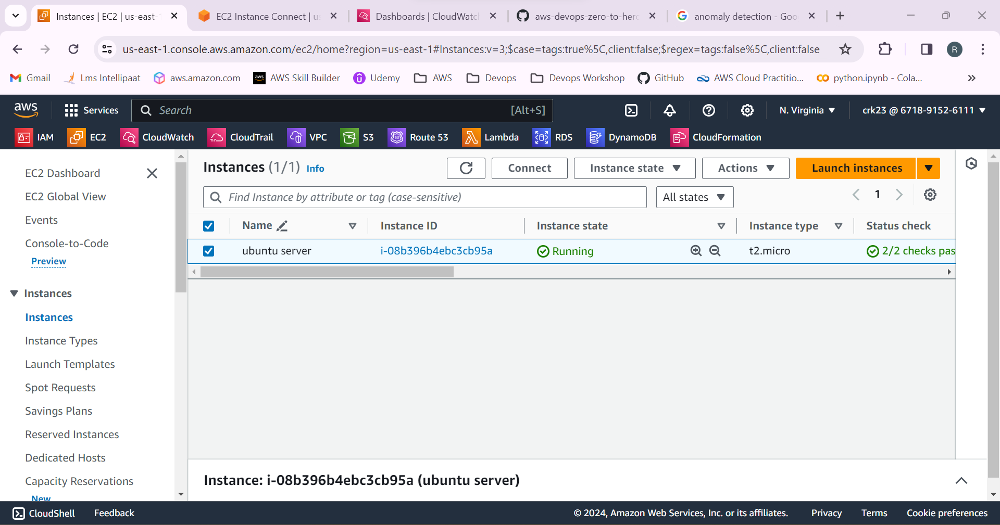 Instances | EC2 | us-east-
EC2 Instance Connect | us
Dashboards | CloudWatch
aws-devops-zero-to-hero
anomaly detection - Goo
us-east-1.console.aws.amazon.com/ec2/home?region=us-east-1#Instances:v=3;$case=tags:true%5C,client:false;$regex=tags:false%5C,client:false
R
Gmail
Lms Intellipaat
aws.amazon.com
aws
AWS Skill Builder
Udemy
AWS
Devops
Devops Workshop
GitHub
AWS Cloud Practitio...
python.ipynb - Cola...
aws
Services
Search
[Alt+S]
N. Virginia
crk23 @ 6718-9152-6111
IAM
EC2
CloudWatch
CloudTrail
VPC
S3
Route 53
Lambda
RDS
DynamoDB
CloudFormation
EC2 Dashboard
EC2 Global View
Events
Console-to-Code
Preview
Instances
Instances
Instance Types
Launch Templates
Spot Requests
Savings Plans
Reserved Instances
Dedicated Hosts
Capacity Reservations
New
Instances (1/1) Info
Connect
Instance state
Actions
Launch instances
Find Instance by attribute or tag (case-sensitive)
All states
1
Name
Instance ID
Instance state
Instance type
Status check
ubuntu server
i-08b396b4ebc3cb95a
Running
t2.micro
2/2 checks pas
Instance: i-08b396b4ebc3cb95a (ubuntu server)
CloudShell
Feedback
© 2024, Amazon Web Services, Inc. or its affiliates.
Privacy
Terms
Cookie preferences